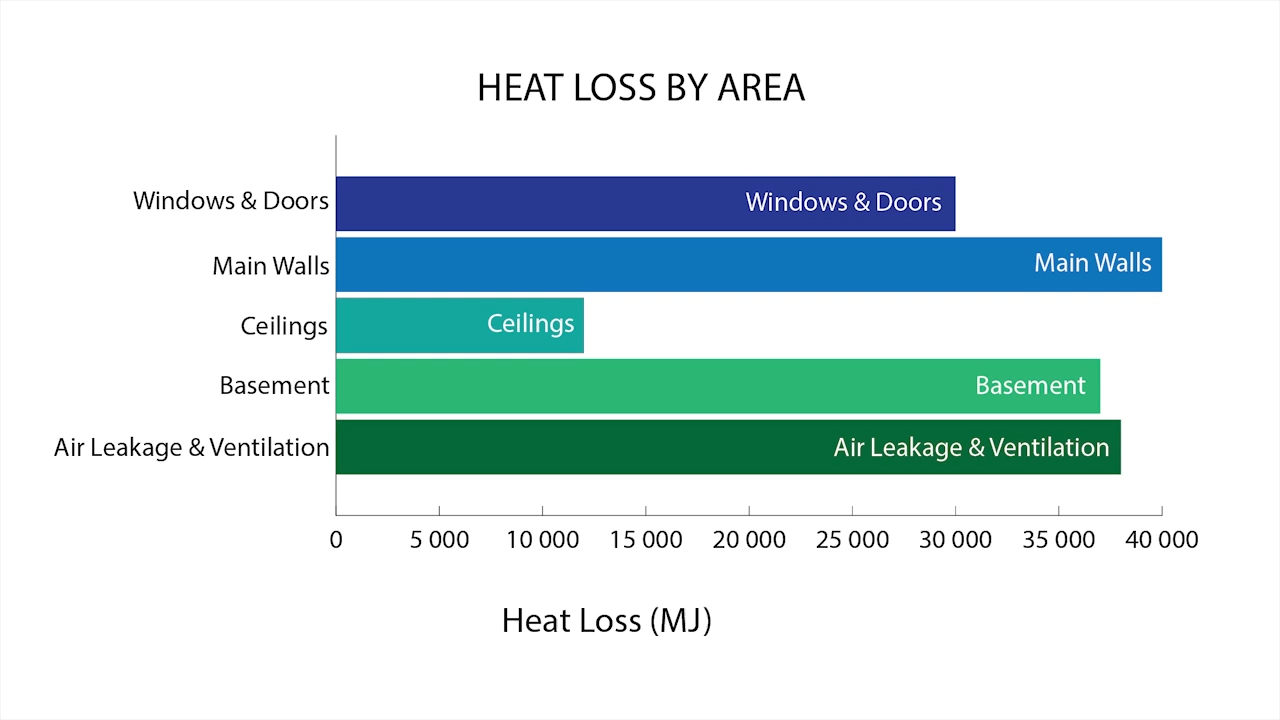 HEAT LOSS BY AREA
Windows & Doors
Windows & Doors
Main Walls
Main Walls
Ceilings
Ceilings
Basement
Basement
Air Leakage & Ventilation
Air Leakage & Ventilation
0 5 000 10 000 15 000 20 000 25 000 30 000 35 000 40 000
Heat Loss (MJ)